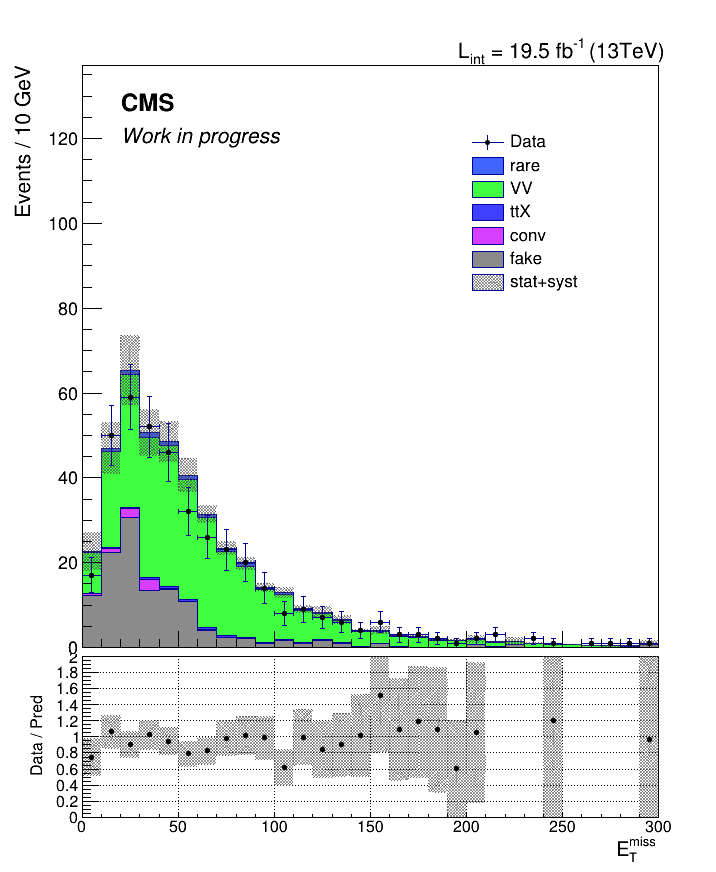 L_int = 19.5 fb^-1 (13TeV)
Events / 10 GeV
CMS
Work in progress
Data
rare
VV
ttX
conv
fake
stat+syst
120
100
80
60
40
20
0
Data / Pred
2
1.8
1.6
1.4
1.2
1
0.8
0.6
0.4
0.2
0
0 50 100 150 200 250 300
E_T^miss